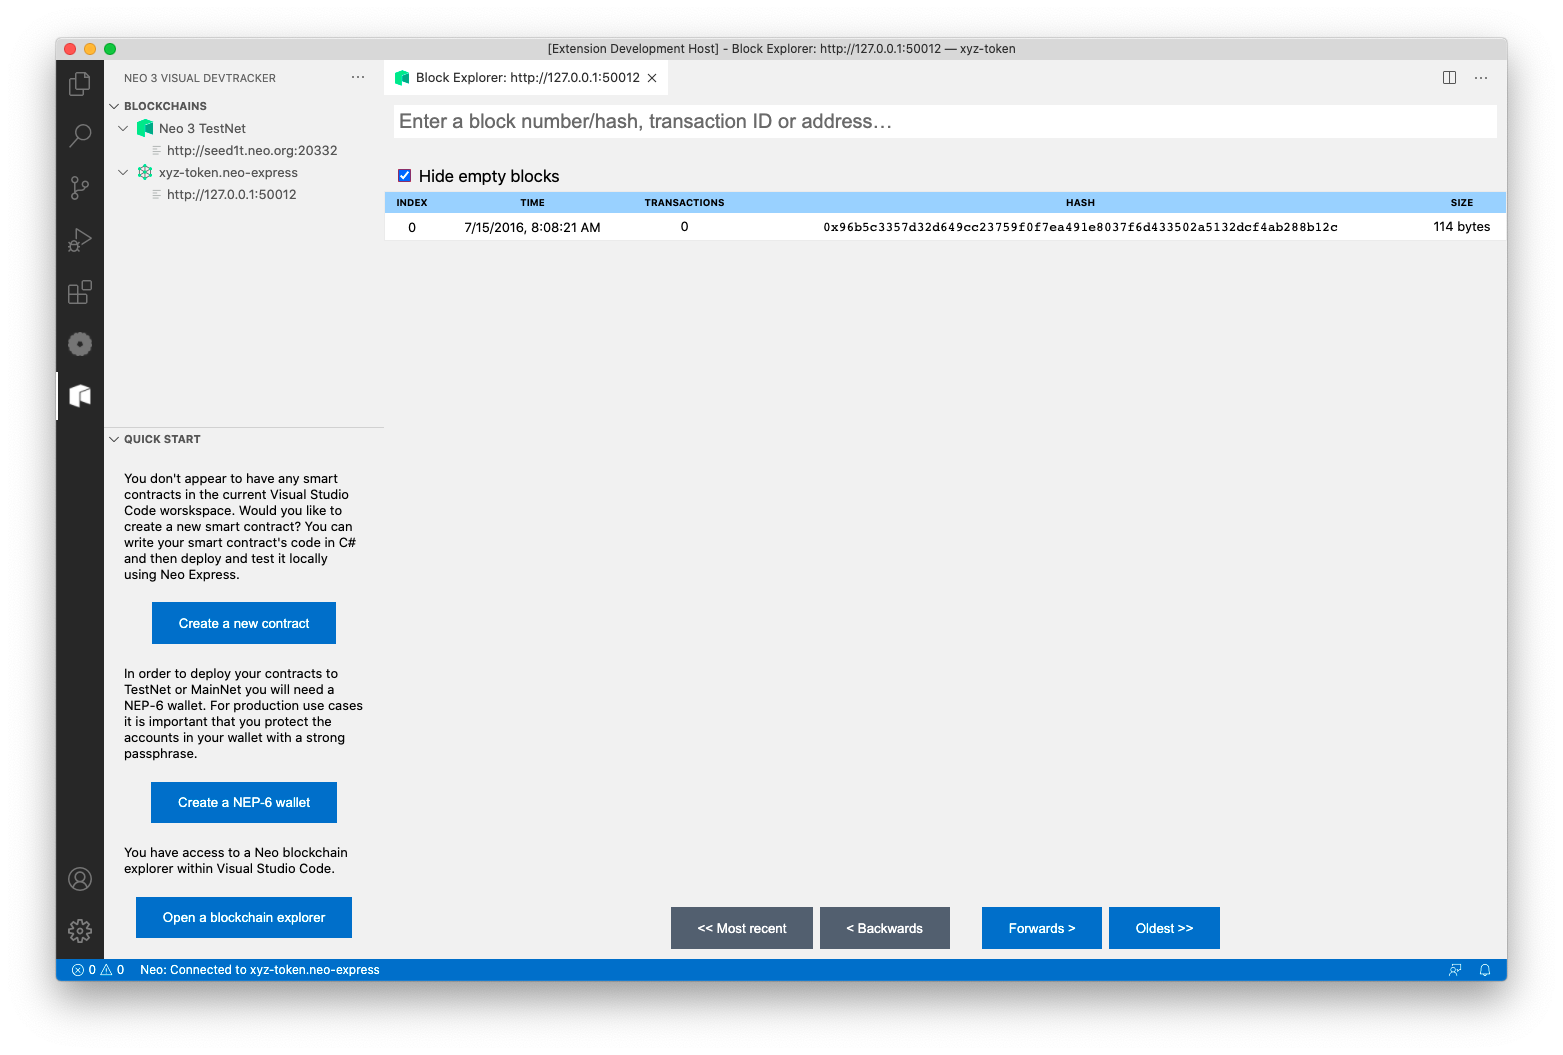 [Extension Development Host] - Block Explorer: http://127.0.0.1:50012 — xyz-token
NEO 3 VISUAL DEVTRACKER
BLOCKCHAINS
Neo 3 TestNet
http://seed1t.neo.org:20332
xyz-token.neo-express
http://127.0.0.1:50012
QUICK START
You don't appear to have any smart
contracts in the current Visual Studio
Code worskspace. Would you like to
create a new smart contract? You can
write your smart contract's code in C#
and then deploy and test it locally
using Neo Express.
Create a new contract
In order to deploy your contracts to
TestNet or MainNet you will need a
NEP-6 wallet. For production use cases
it is important that you protect the
accounts in your wallet with a strong
passphrase.
Create a NEP-6 wallet
You have access to a Neo blockchain
explorer within Visual Studio Code.
Open a blockchain explorer
Block Explorer: http://127.0.0.1:50012
Enter a block number/hash, transaction ID or address...
Hide empty blocks
INDEX TIME TRANSACTIONS HASH SIZE
0 7/15/2016, 8:08:21 AM 0 0x96b5c3357d32d649cc23759f0f7ea491e8037f6d433502a5132dcf4ab288b12c 114 bytes
<< Most recent < Backwards Forwards > Oldest >>
0 0 Neo: Connected to xyz-token.neo-express